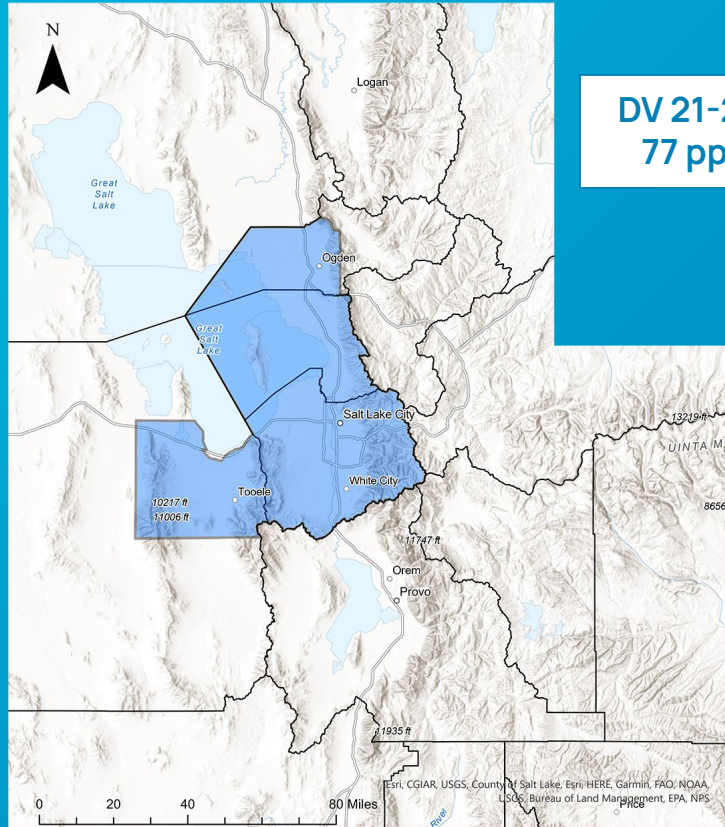 N
Logan
DV 21-2
77 pp
Great
Salt
Lake
Ogden
Great
Salt
Lake
Salt Lake City
13219 ft
UINTA M
White City
Tooele
10217 ft
11006 ft
8656
11747 ft
Orem
Provo
11935 ft
Esri, CGIAR, USGS, County of Salt Lake, Esri, HERE, Garmin, FAO, NOAA,
USGS, Bureau of Land Management, EPA, NPS
0 20 40 80 Miles
River
Price